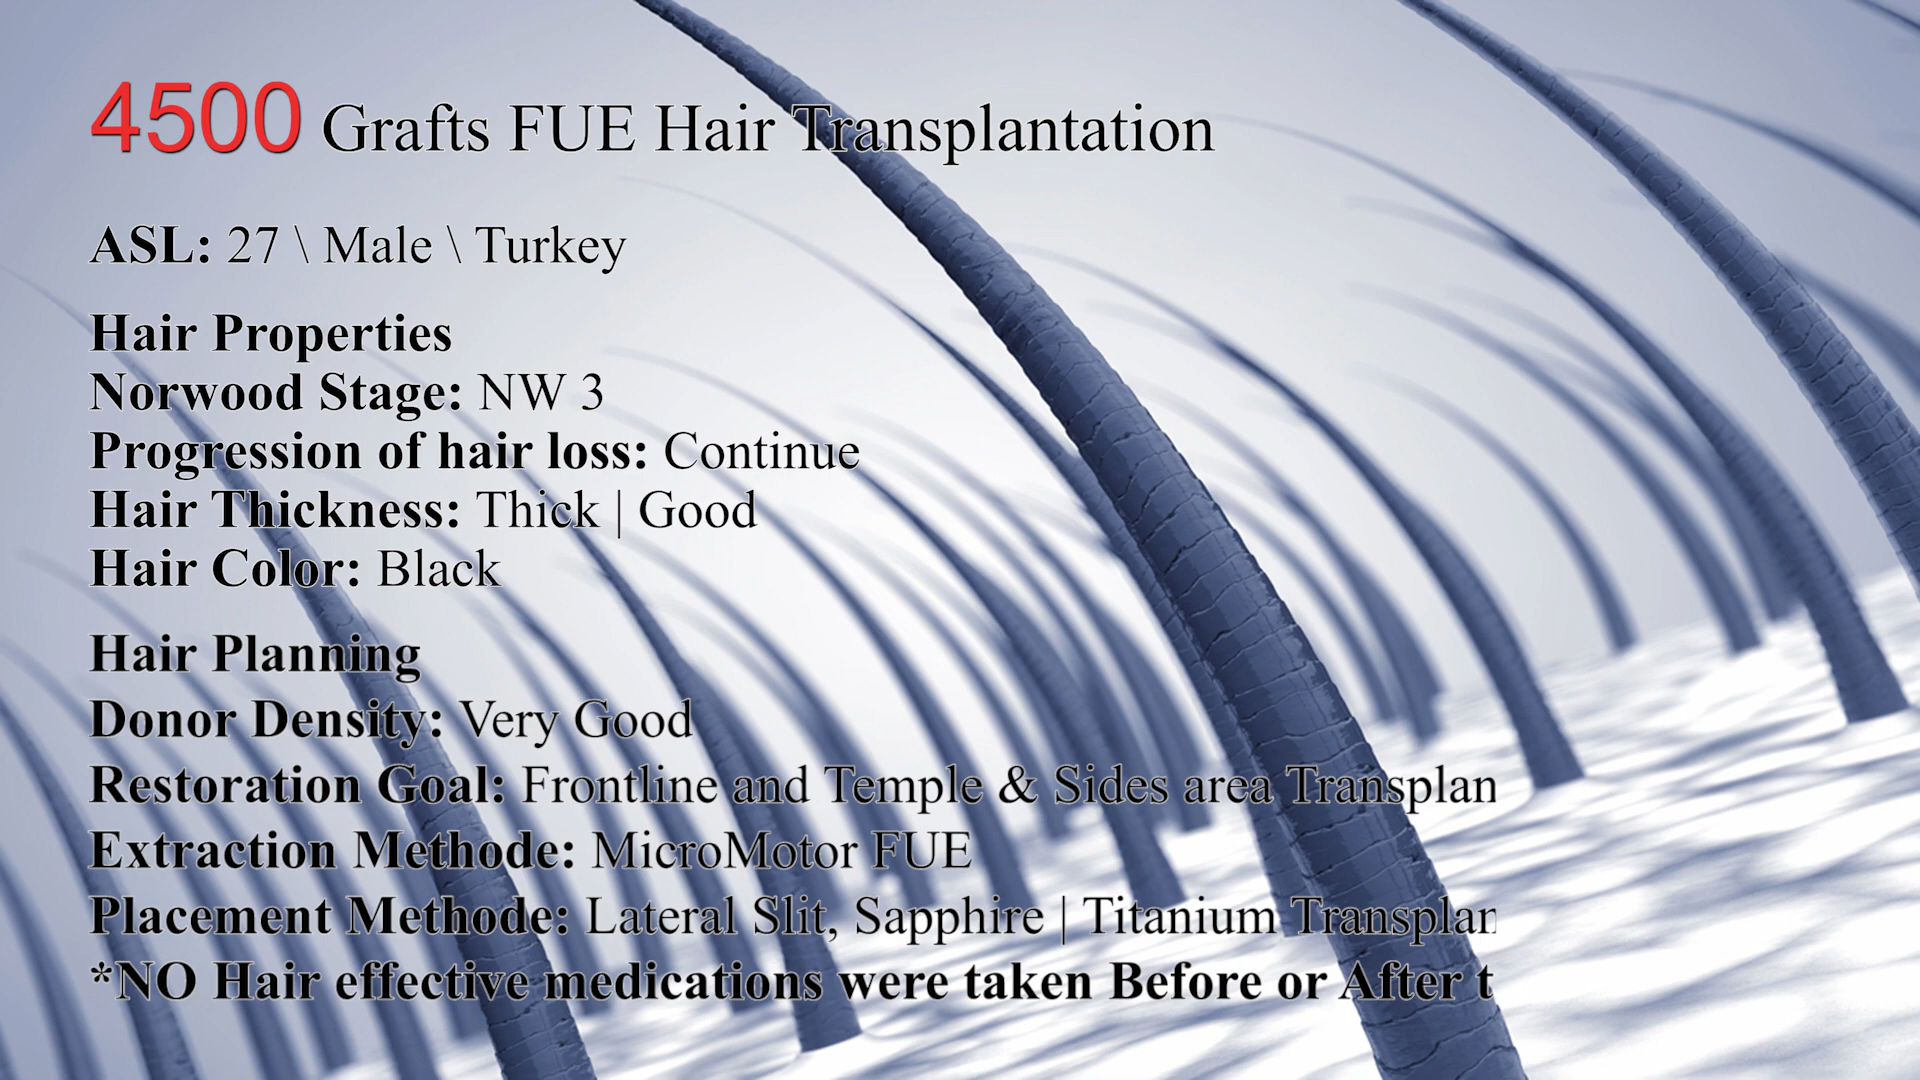 4500 Grafts FUE Hair Transplantation
ASL: 27 \ Male \ Turkey
Hair Properties
Norwood Stage: NW 3
Progression of hair loss: Continue
Hair Thickness: Thick | Good
Hair Color: Black
Hair Planning
Donor Density: Very Good
Restoration Goal: Frontline and Temple & Sides area Transplan
Extraction Methode: MicroMotor FUE
Placement Methode: Lateral Slit, Sapphire | Titanium Transplan
*NO Hair effective medications were taken Before or After t